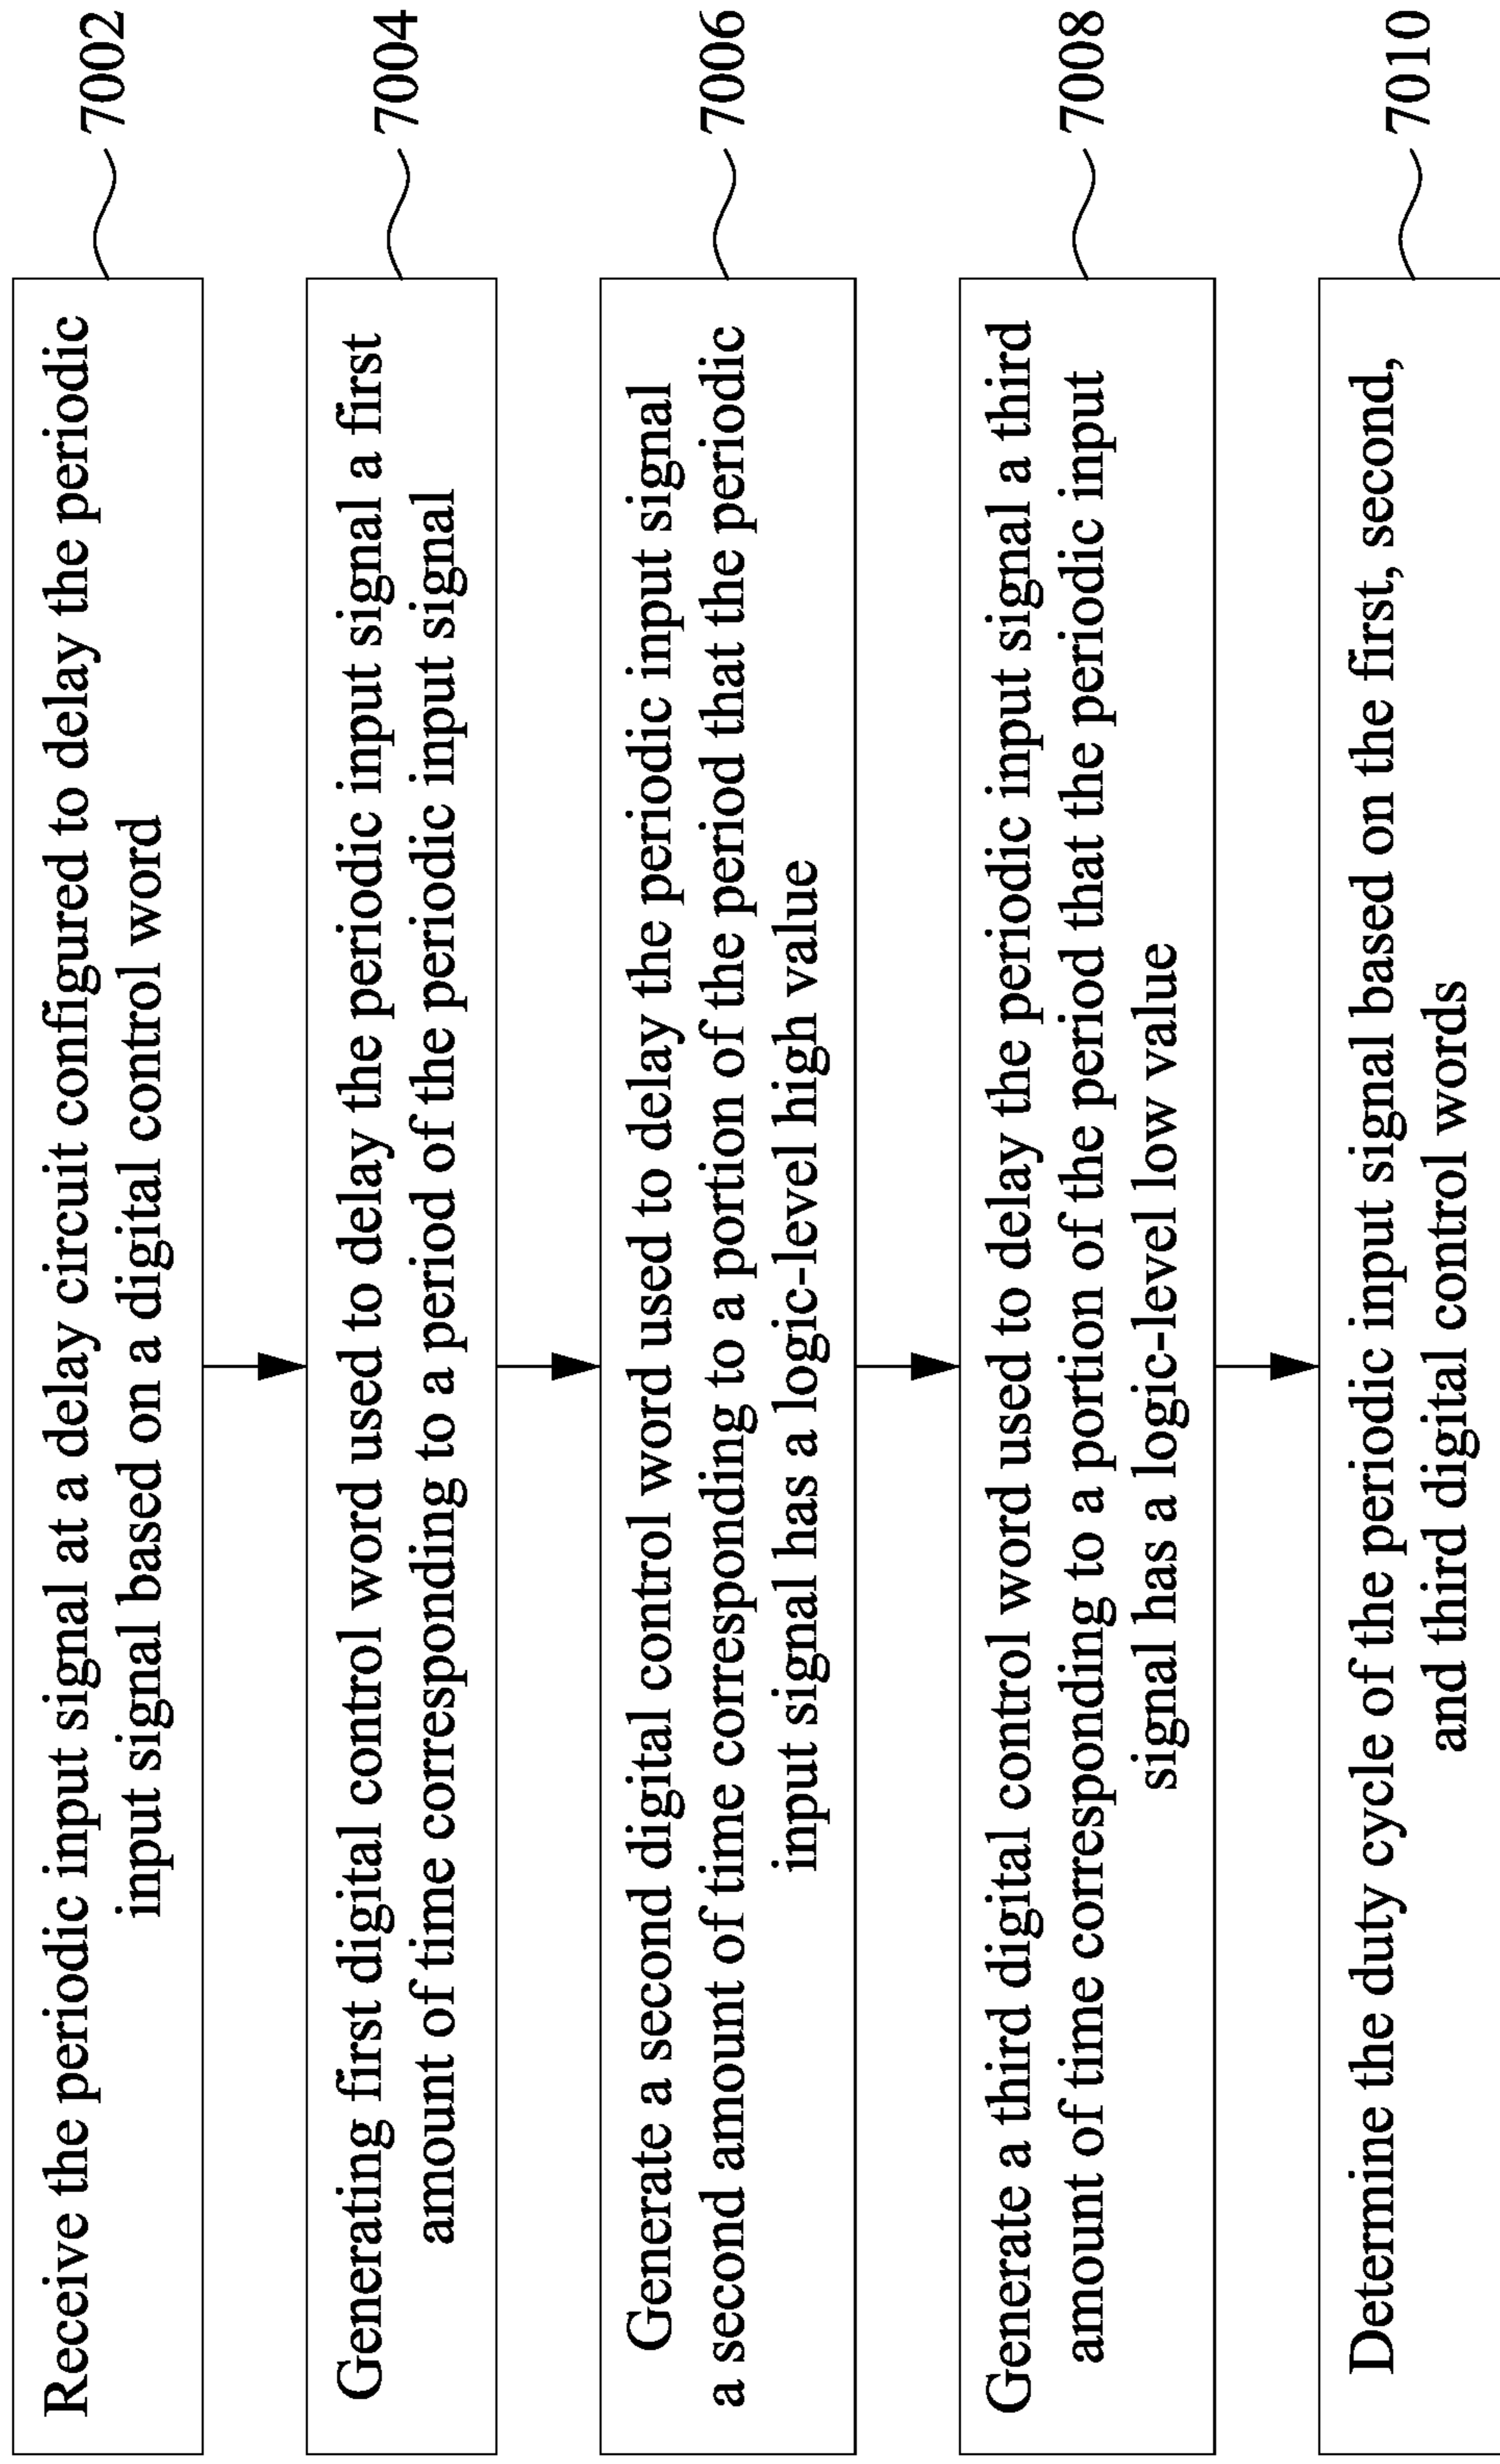 Receive the periodic input signal at a delay circuit configured to delay the periodic
input signal based on a digital control word
7002
Generating first digital control word used to delay the periodic input signal a first
amount of time corresponding to a period of the periodic input signal
7004
Generate a second digital control word used to delay the periodic input signal
a second amount of time corresponding to a portion of the period that the periodic
input signal has a logic-level high value
7006
Generate a third digital control word used to delay the periodic input signal a third
amount of time corresponding to a portion of the period that the periodic input
signal has a logic-level low value
7008
Determine the duty cycle of the periodic input signal based on the first, second,
and third digital control words
7010